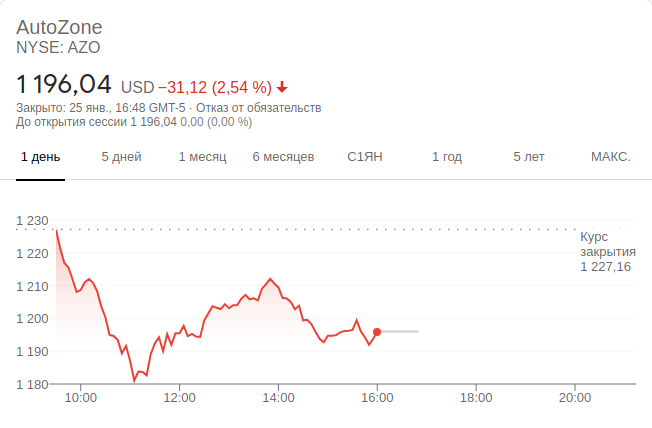 AutoZone
NYSE: AZO
1 196,04 USD −31,12 (2,54 %)
Закрыто: 25 янв., 16:48 GMT-5 · Отказ от обязательств
До открытия сессии 1 196,04 0,00 (0,00 %)
1 день 5 дней 1 месяц 6 месяцев С1ЯН 1 год 5 лет МАКС.
1 230
Курс
закрытия
1 227,16
1 220
1 210
1 200
1 190
1 180
10:00 12:00 14:00 16:00 18:00 20:00